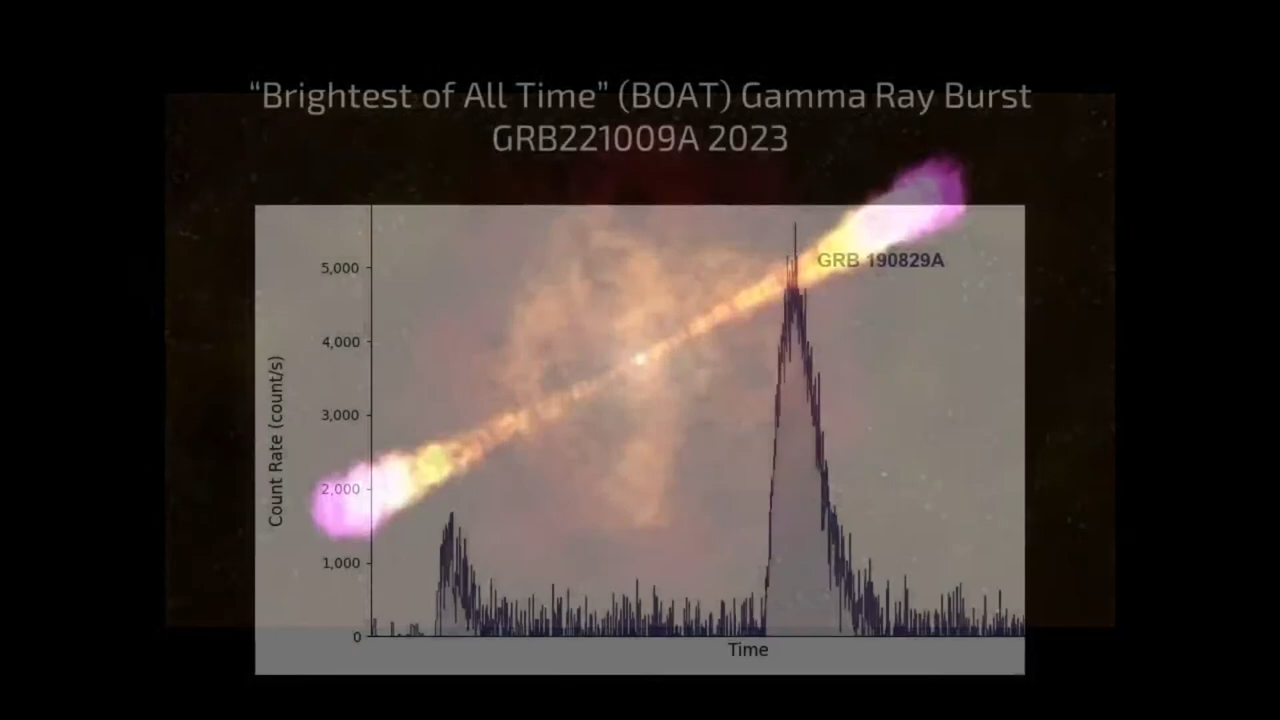 “Brightest of All Time” (BOAT) Gamma Ray Burst
GRB221009A 2023
GRB 190829A
5,000
4,000
3,000
2,000
1,000
0
Count Rate (count/s)
Time